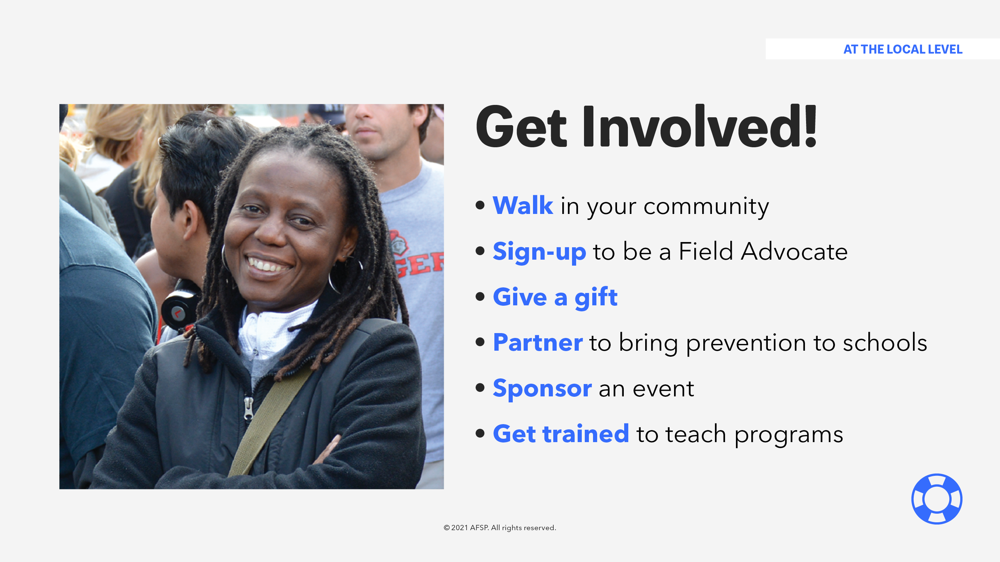 AT THE LOCAL LEVEL
Get Involved!
• Walk in your community
• Sign-up to be a Field Advocate
• Give a gift
• Partner to bring prevention to schools
• Sponsor an event
• Get trained to teach programs
© 2021 AFSP. All rights reserved.